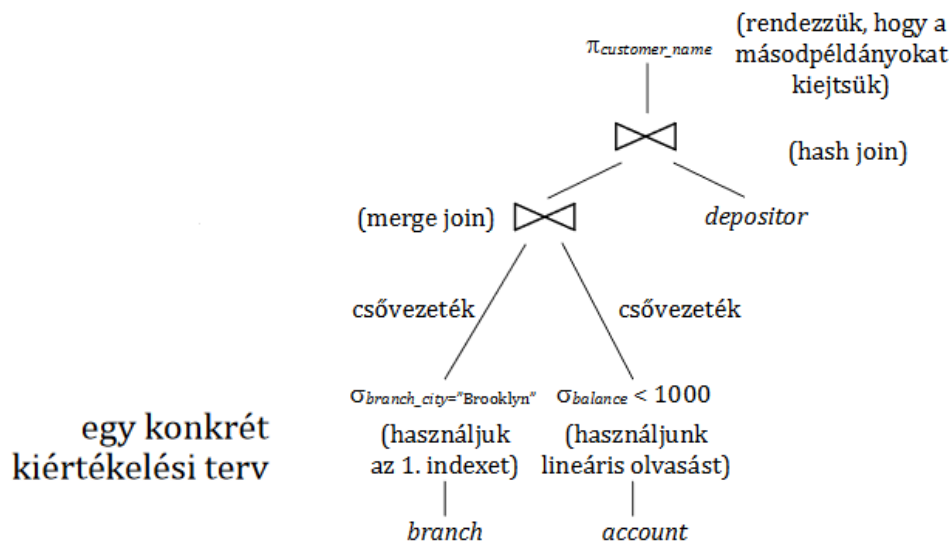 πcustomer_name
(rendezzük, hogy a
másodpéldányokat
kiejtsük)
(hash join)
(merge join)
depositor
csővezeték
csővezeték
σbranch_city="Brooklyn"
σbalance < 1000
egy konkrét
kiértékelési terv
(használjuk
az 1. indexet)
(használjunk
lineáris olvasást)
branch
account